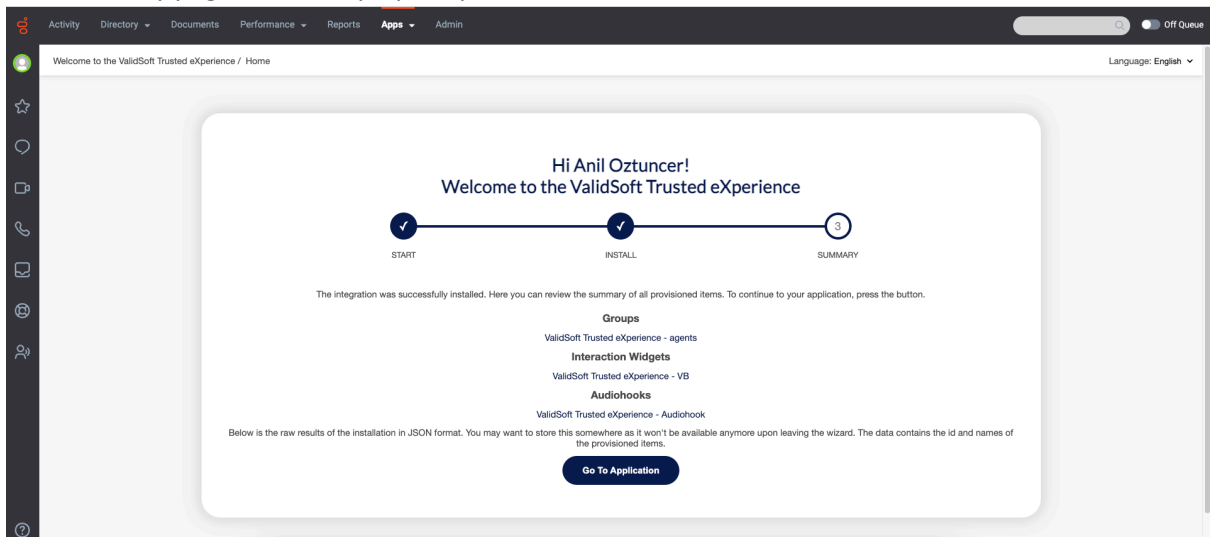 Activity Directory Documents Performance Reports Apps Admin Off Queue
Welcome to the ValidSoft Trusted eXperience / Home Language: English
Hi Anil Oztuncer!
Welcome to the ValidSoft Trusted eXperience
3
START INSTALL SUMMARY
The integration was successfully installed. Here you can review the summary of all provisioned items. To continue to your application, press the button.
Groups
ValidSoft Trusted eXperience - agents
Interaction Widgets
ValidSoft Trusted eXperience - VB
Audiohooks
ValidSoft Trusted eXperience - Audiohook
Below is the raw results of the installation in JSON format. You may want to store this somewhere as it won't be available anymore upon leaving the wizard. The data contains the id and names of
the provisioned items.
Go To Application